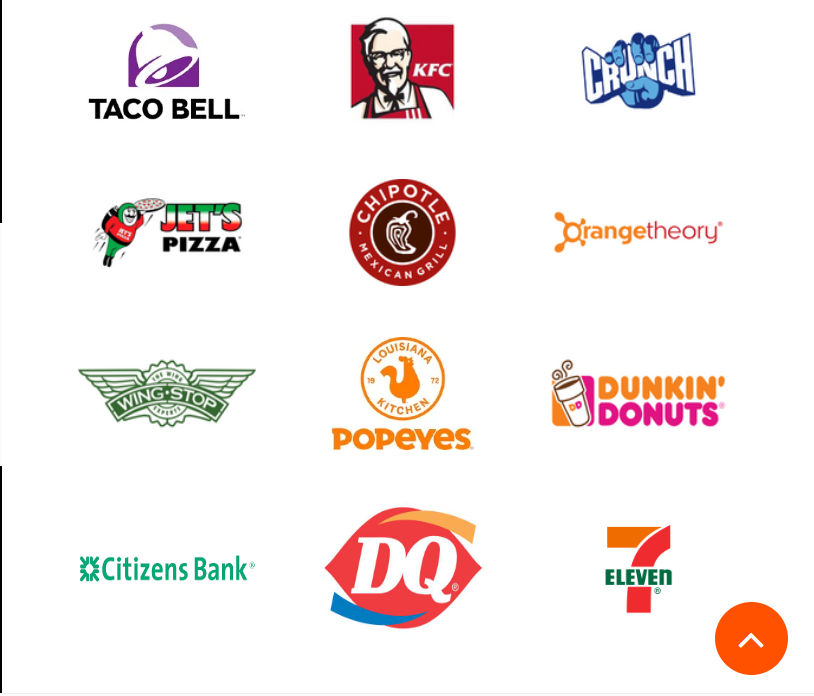 TACO BELL
KFC
CRUNCH
JET'S
PIZZA
CHIPOTLE
MEXICAN GRILL
Orangetheory®
THE WING
WING•STOP
EXPERTS
LOUISIANA
19 72
KITCHEN
POPEYES
DUNKIN'
DONUTS
DD
Citizens Bank®
DQ®
7
ELEVEn®